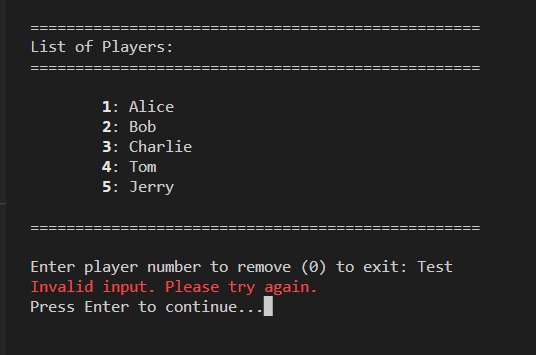 ==================================================
List of Players:
==================================================
1: Alice
2: Bob
3: Charlie
4: Tom
5: Jerry
==================================================
Enter player number to remove (0) to exit: Test
Invalid input. Please try again.
Press Enter to continue...